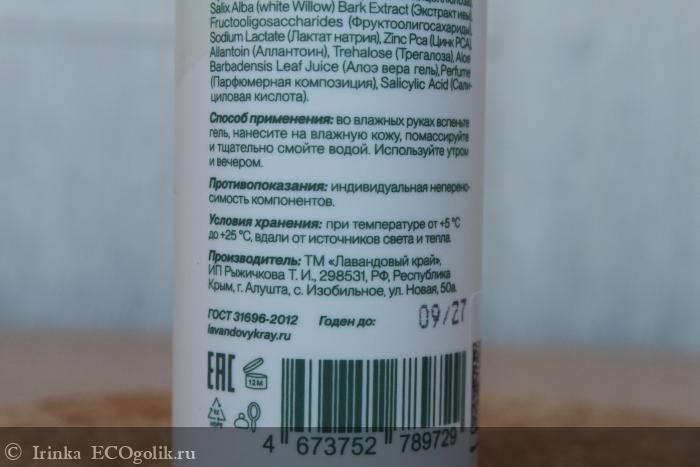 Salix Alba (white Willow) Bark Extract (Экстракт ивы),
Fructooligosaccharides (Фруктоолигосахариды),
Sodium Lactate (Лактат натрия), Zinc Pca (Цинк PCA),
Allantoin (Аллантоин), Trehalose (Трегалоза), Aloe
Barbadensis Leaf Juice (Алоэ вера гель), Perfume
(Парфюмерная композиция), Salicylic Acid (Сали-
циловая кислота).
Способ применения: во влажных руках вспеньте
гель, нанесите на влажную кожу, помассируйте
и тщательно смойте водой. Используйте утром
и вечером.
Противопоказания: индивидуальная неперено-
симость компонентов.
Условия хранения: при температуре от +5 °C
до +25 °C, вдали от источников света и тепла.
Производитель: ТМ «Лавандовый край»,
ИП Рыжичкова Т. И., 298531, РФ, Республика
Крым, г. Алушта, с. Изобильное, ул. Новая, 50а.
ГОСТ 31696-2012 Годен до: 09/27
lavandovykray.ru
EAC 12M
4 673752 789729
© Irinka ECOgolik.ru